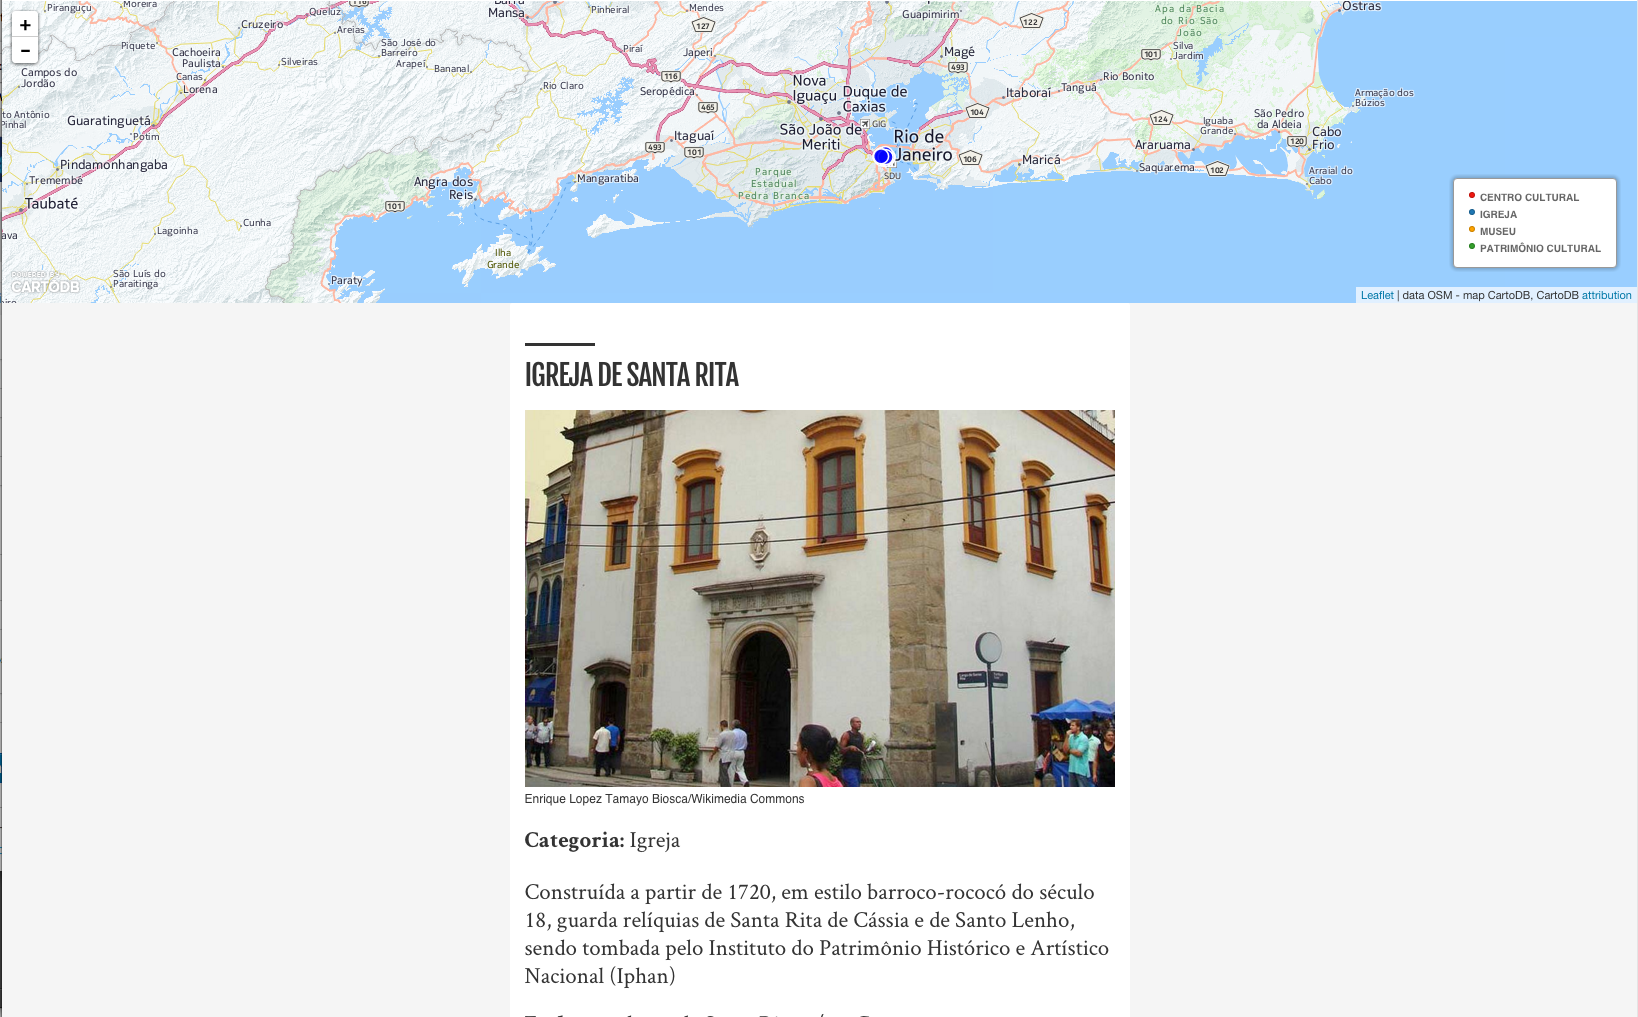 Piranguçu
Moreira
116
Barra
Mansa
Pinheiral
Mendes
127
Guapimirim
122
Apa da Bacia
do Rio São
João
Ostras
+
−
Cruzeiro
Queluz
Areias
Piquete
Cachoeira
Paulista
São José do
Barreiro
Arapeí
Bananal
Silveiras
Canas
Lorena
Campos do
Jordão
Piraí
Japeri
Magé
493
101
Silva
Jardim
Rio Claro
116
Seropédica
Nova
Iguaçu
Duque de
Caxias
Itaboraí
Tanguá
Rio Bonito
Armação dos
Búzios
to Antônio
Pinhal
Guaratinguetá
Potim
465
São João de
Meriti
GIG
Rio de
Janeiro
104
124
Iguaba
Grande
São Pedro
da Aldeia
Cabo
Frio
120
Itaguaí
493
101
Pindamonhangaba
Tremembé
Taubaté
106
Maricá
Araruama
Saquarema
102
Arraial do
Cabo
SDU
Parque
Estadual
Pedra Branca
Mangaratiba
Angra dos
Reis
101
Cunha
Lagoinha
ava
Ilha
Grande
Paraty
São Luís do
Paraitinga
POWERED BY
CARTODB
CENTRO CULTURAL
IGREJA
MUSEU
PATRIMÔNIO CULTURAL
Leaflet | data OSM - map CartoDB, CartoDB attribution
IGREJA DE SANTA RITA
Enrique Lopez Tamayo Biosca/Wikimedia Commons
Categoria: Igreja
Construída a partir de 1720, em estilo barroco-rococó do século
18, guarda relíquias de Santa Rita de Cássia e de Santo Lenho,
sendo tombada pelo Instituto do Patrimônio Histórico e Artístico
Nacional (Iphan)